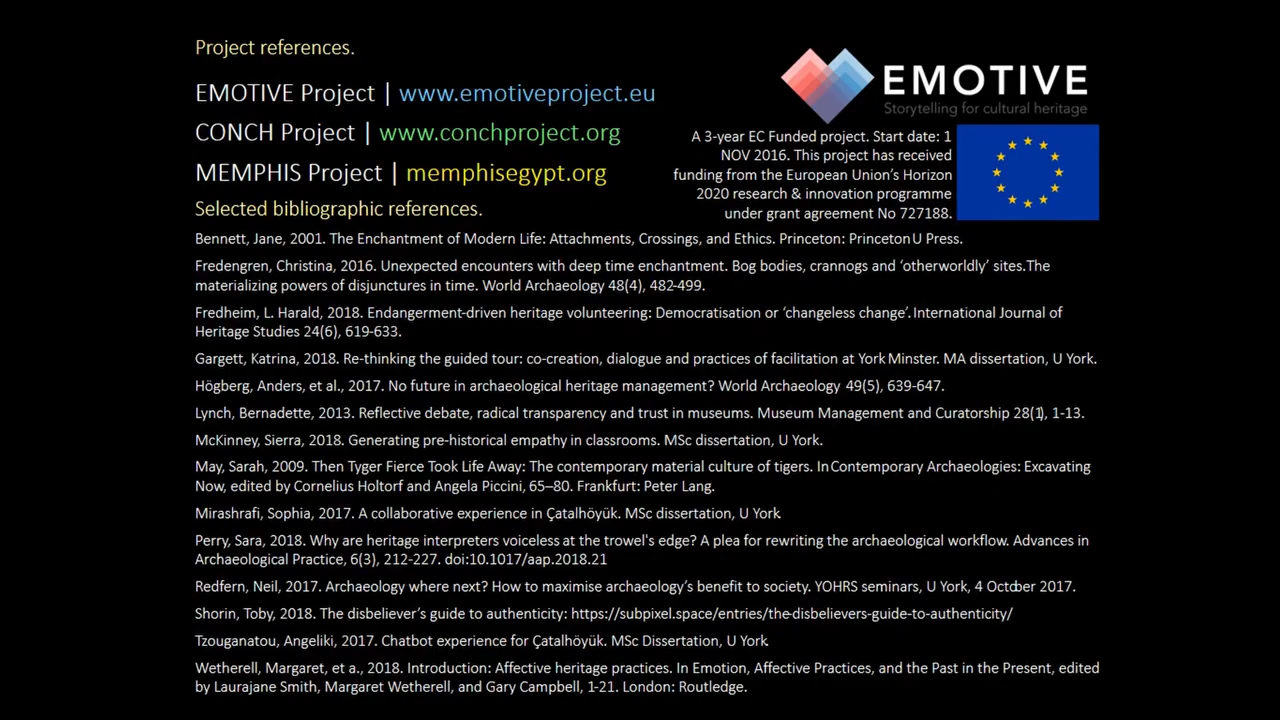 Project references.
EMOTIVE Project | www.emotiveproject.eu
CONCH Project | www.conchproject.org
MEMPHIS Project | memphisegypt.org
EMOTIVE
Storytelling for cultural heritage
A 3-year EC Funded project. Start date: 1
NOV 2016. This project has received
funding from the European Union's Horizon
2020 research & innovation programme
under grant agreement No 727188.
Selected bibliographic references.
Bennett, Jane, 2001. The Enchantment of Modern Life: Attachments, Crossings, and Ethics. Princeton: Princeton U Press.
Fredengren, Christina, 2016. Unexpected encounters with deep time enchantment. Bog bodies, crannogs and ‘otherworldly’ sites.The
materializing powers of disjunctures in time. World Archaeology 48(4), 482-499.
Fredheim, L. Harald, 2018. Endangerment-driven heritage volunteering: Democratisation or ‘changeless change’. International Journal of
Heritage Studies 24(6), 619-633.
Gargett, Katrina, 2018. Re-thinking the guided tour: co-creation, dialogue and practices of facilitation at York Minster. MA dissertation, U York.
Högberg, Anders, et al., 2017. No future in archaeological heritage management? World Archaeology 49(5), 639-647.
Lynch, Bernadette, 2013. Reflective debate, radical transparency and trust in museums. Museum Management and Curatorship 28(1), 1-13.
McKinney, Sierra, 2018. Generating pre-historical empathy in classrooms. MSc dissertation, U York.
May, Sarah, 2009. Then Tyger Fierce Took Life Away: The contemporary material culture of tigers. In Contemporary Archaeologies: Excavating
Now, edited by Cornelius Holtorf and Angela Piccini, 65–80. Frankfurt: Peter Lang.
Mirashrafi, Sophia, 2017. A collaborative experience in Çatalhöyük. MSc dissertation, U York.
Perry, Sara, 2018. Why are heritage interpreters voiceless at the trowel's edge? A plea for rewriting the archaeological workflow. Advances in
Archaeological Practice, 6(3), 212-227. doi:10.1017/aap.2018.21
Redfern, Neil, 2017. Archaeology where next? How to maximise archaeology’s benefit to society. YOHRS seminars, U York, 4 October 2017.
Shorin, Toby, 2018. The disbeliever’s guide to authenticity: https://subpixel.space/entries/the-disbelievers-guide-to-authenticity/
Tzouganatou, Angeliki, 2017. Chatbot experience for Çatalhöyük. MSc Dissertation, U York.
Wetherell, Margaret, et a., 2018. Introduction: Affective heritage practices. In Emotion, Affective Practices, and the Past in the Present, edited
by Laurajane Smith, Margaret Wetherell, and Gary Campbell, 1-21. London: Routledge.